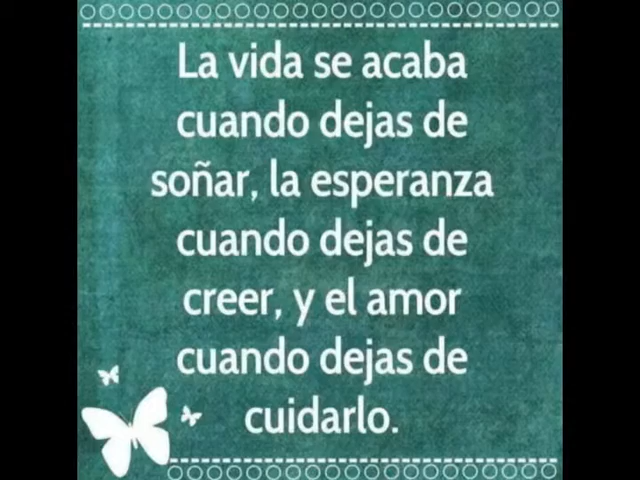 La vida se acaba
cuando dejas de
soñar, la esperanza
cuando dejas de
creer, y el amor
cuando dejas de
cuidarlo.